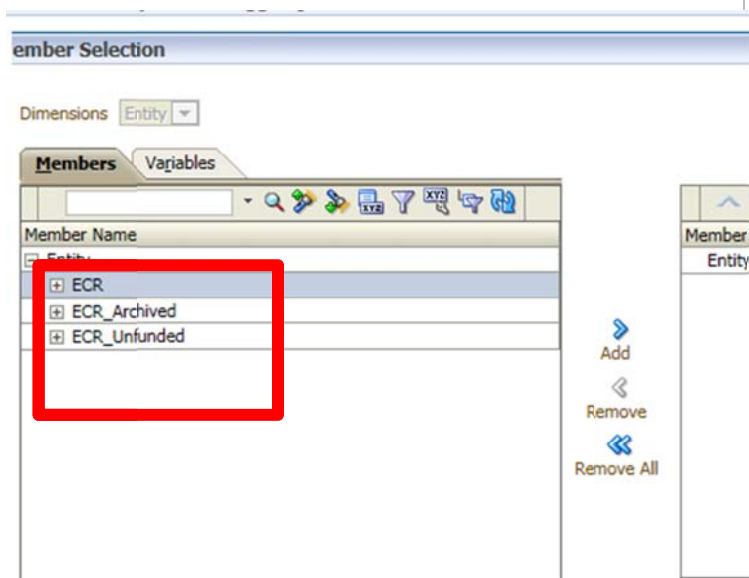 ember Selection
Dimensions Entity
Members Variables
Member Name
Member
Entity
Entity
ECR
ECR_Archived
ECR_Unfunded
Add
Remove
Remove All